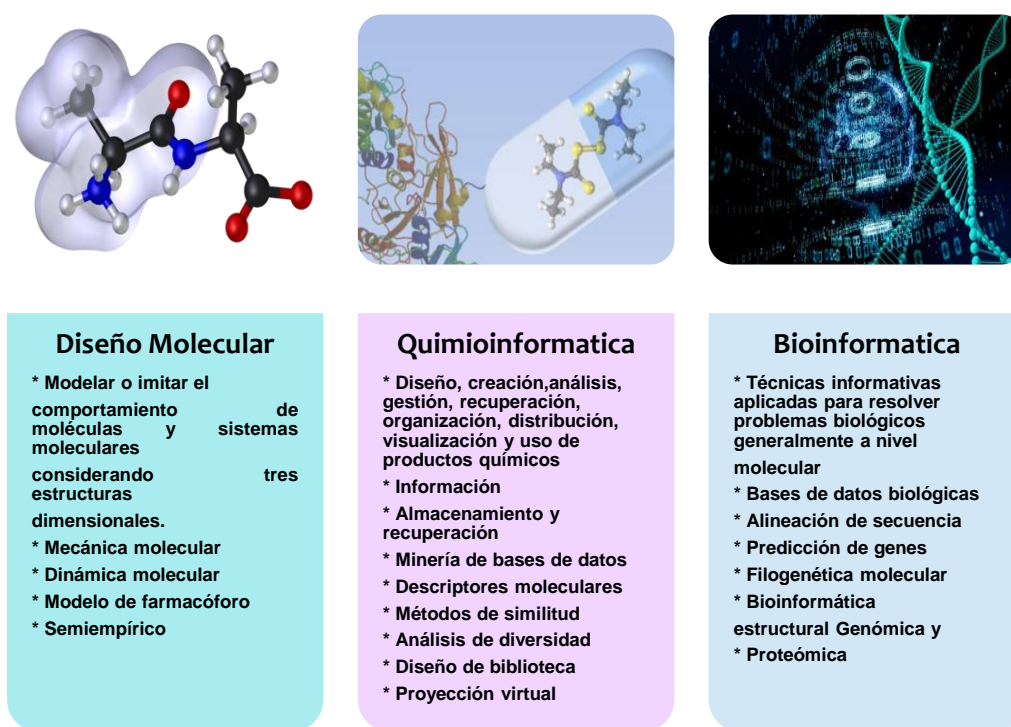 Diseño Molecular
* Modelar o imitar el
comportamiento de
moléculas y sistemas
moleculares
considerando tres
estructuras
dimensionales.
* Mecánica molecular
* Dinámica molecular
* Modelo de farmacóforo
* Semiempírico
Quimioinformatica
* Diseño, creación,análisis,
gestión, recuperación,
organización, distribución,
visualización y uso de
productos químicos
* Información
* Almacenamiento y
recuperación
* Minería de bases de datos
* Descriptores moleculares
* Métodos de similitud
* Análisis de diversidad
* Diseño de biblioteca
* Proyección virtual
Bioinformatica
* Técnicas informativas
aplicadas para resolver
problemas biológicos
generalmente a nivel
molecular
* Bases de datos biológicas
* Alineación de secuencia
* Predicción de genes
* Filogenética molecular
* Bioinformática
estructural Genómica y
* Proteómica